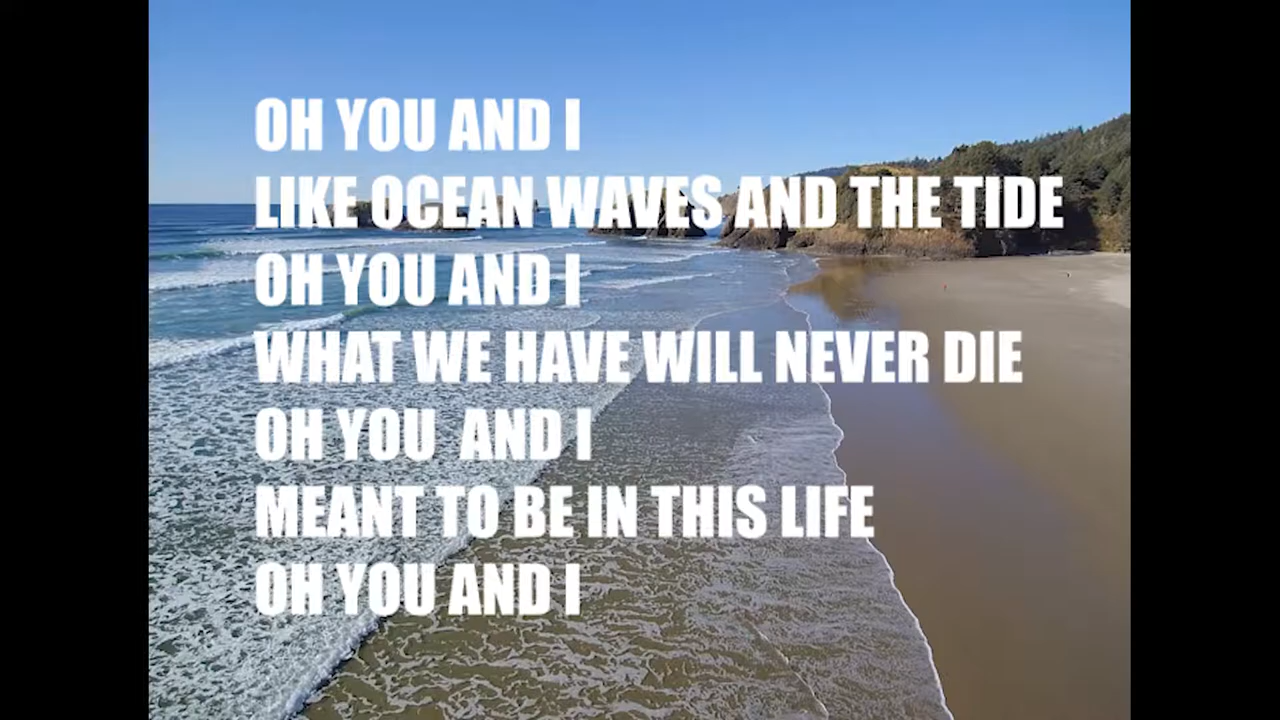 OH YOU AND I
LIKE OCEAN WAVES AND THE TIDE
OH YOU AND I
WHAT WE HAVE WILL NEVER DIE
OH YOU  AND I
MEANT TO BE IN THIS LIFE
OH YOU AND I